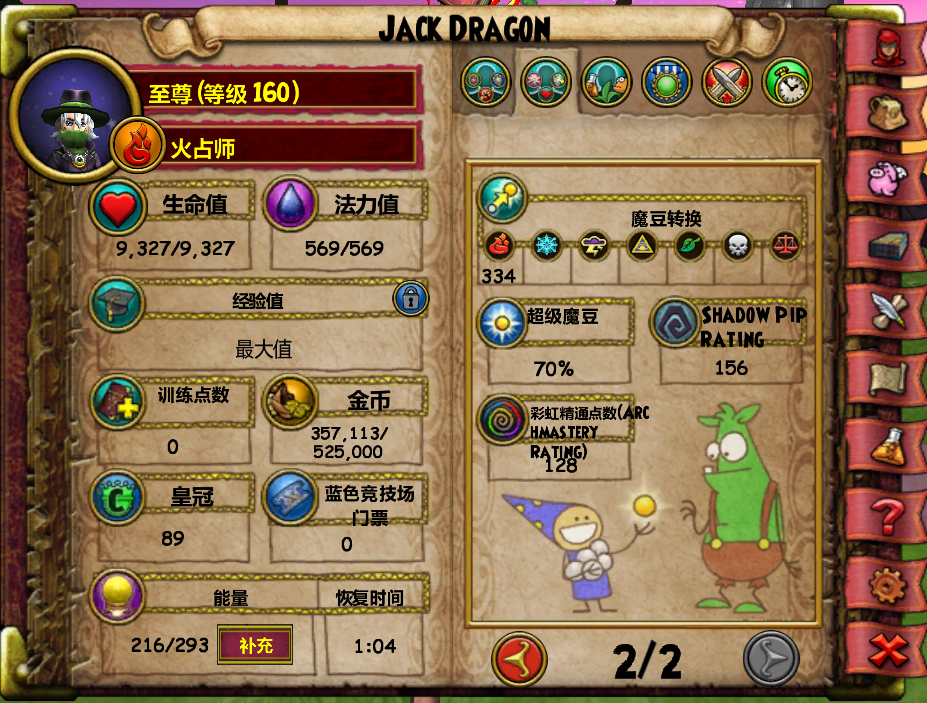 JACK DRAGON
至尊 (等级 160)
火占师
生命值
9,327/9,327
法力值
569/569
经验值
最大值
训练点数
0
金币
357,113/
525,000
皇冠
89
蓝色竞技场
门票
0
能量
恢复时间
216/293
补充
1:04
魔豆转换
334
超级魔豆
70%
SHADOW PIP
RATING
156
彩虹精通点数(ARC
HMASTERY
RATING)
128
2/2